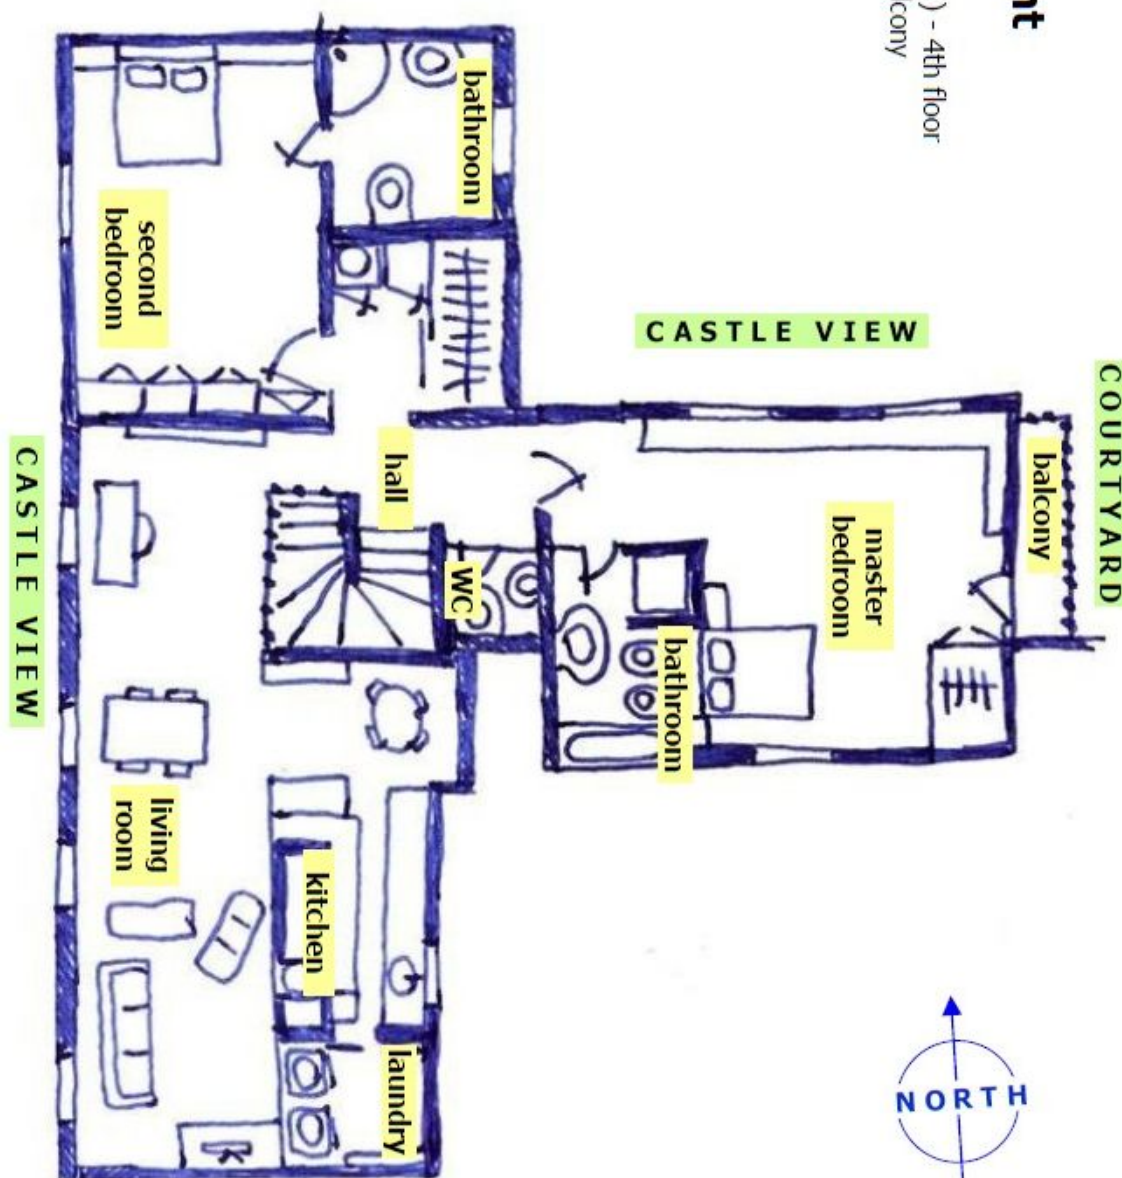 ) - 4th floor
bathroom
second
bedroom
CASTLE VIEW
COURTYARD
balcony
hall
master
bedroom
WC
bathroom
CASTLE VIEW
living
room
kitchen
laundry
NORTH